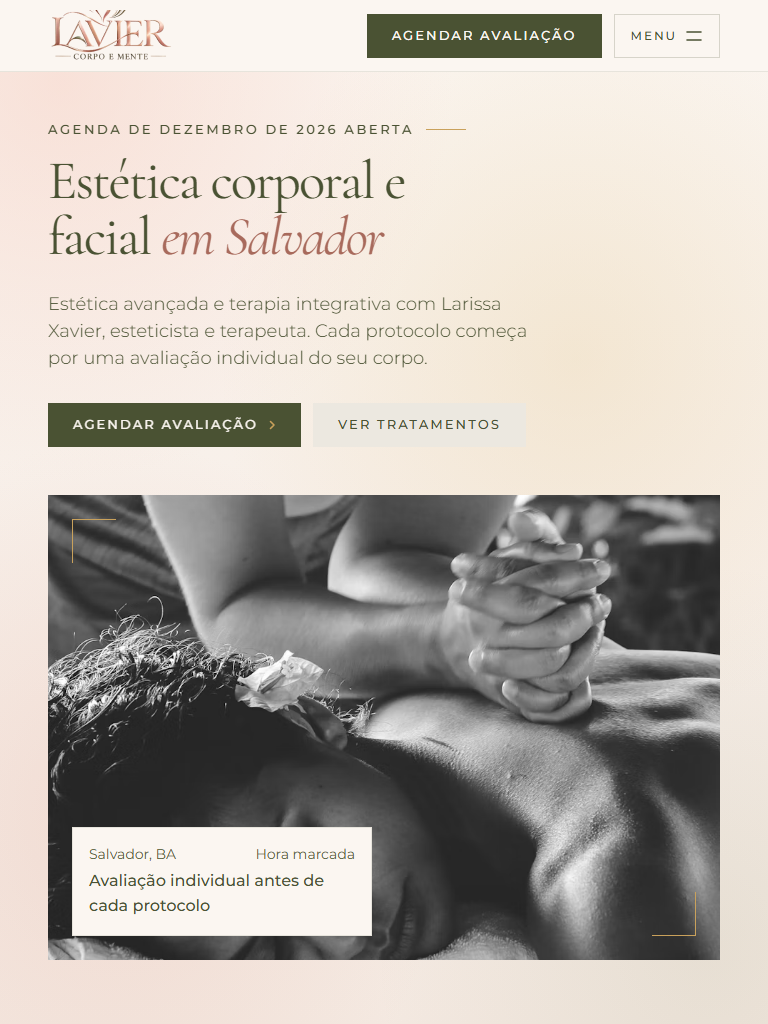 LAVIER
CORPO E MENTE
AGENDAR AVALIAÇÃO
MENU
AGENDA DE DEZEMBRO DE 2026 ABERTA
Estética corporal e
facial em Salvador
Estética avançada e terapia integrativa com Larissa
Xavier, esteticista e terapeuta. Cada protocolo começa
por uma avaliação individual do seu corpo.
AGENDAR AVALIAÇÃO
VER TRATAMENTOS
Salvador, BA
Hora marcada
Avaliação individual antes de
cada protocolo